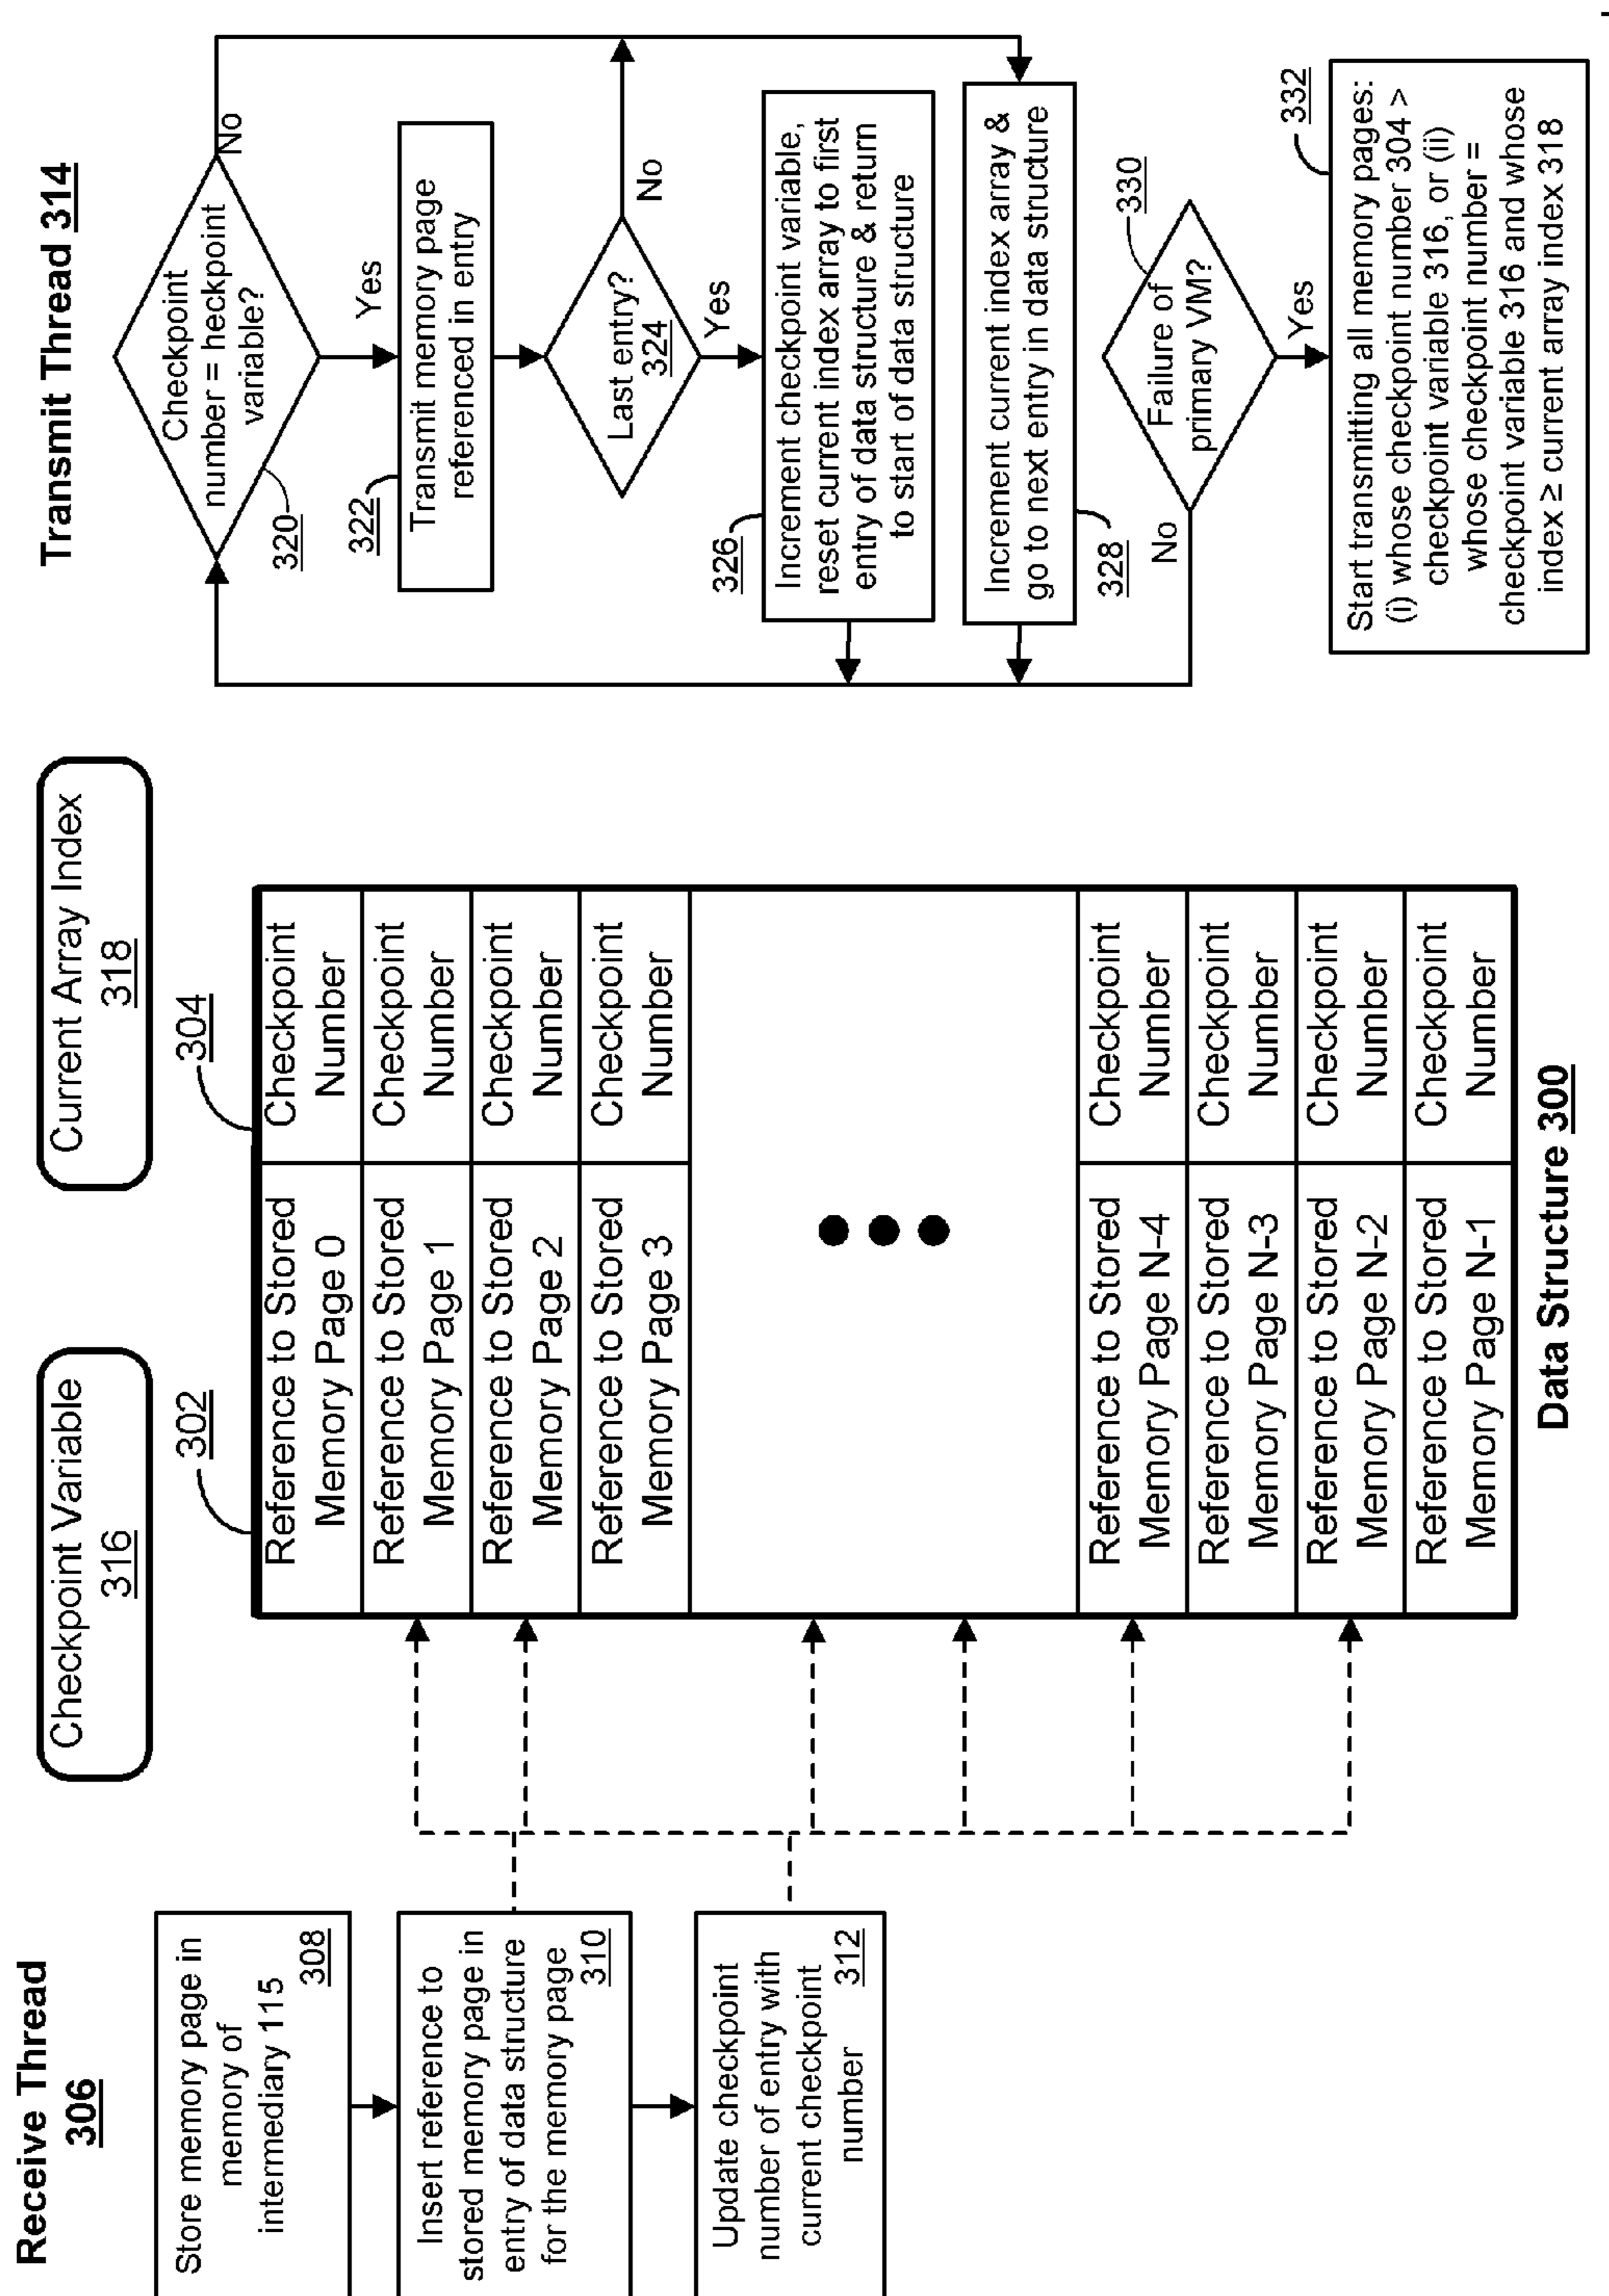 Receive Thread
306
Store memory page in
memory of
intermediary 115
308
Insert reference to
stored memory page in
entry of data structure
for the memory page
310
Update checkpoint
number of entry with
current checkpoint
number
312
Checkpoint Variable
316
Current Array Index
318
302
304
Reference to Stored
Memory Page 0
Checkpoint
Number
Reference to Stored
Memory Page 1
Checkpoint
Number
Reference to Stored
Memory Page 2
Checkpoint
Number
Reference to Stored
Memory Page 3
Checkpoint
Number
Reference to Stored
Memory Page N-4
Checkpoint
Number
Reference to Stored
Memory Page N-3
Checkpoint
Number
Reference to Stored
Memory Page N-2
Checkpoint
Number
Reference to Stored
Memory Page N-1
Checkpoint
Number
Data Structure 300
Transmit Thread 314
Checkpoint
number = heckpoint
variable?
320
No
Yes
322
Transmit memory page
referenced in entry
Last entry?
324
No
Yes
326
Increment checkpoint variable,
reset current index array to first
entry of data structure & return
to start of data structure
Increment current index array &
go to next entry in data structure
328
No
Failure of
primary VM?
330
Yes
332
Start transmitting all memory pages:
(i) whose checkpoint number 304 >
checkpoint variable 316, or (ii)
whose checkpoint number =
checkpoint variable 316 and whose
index ≥ current array index 318